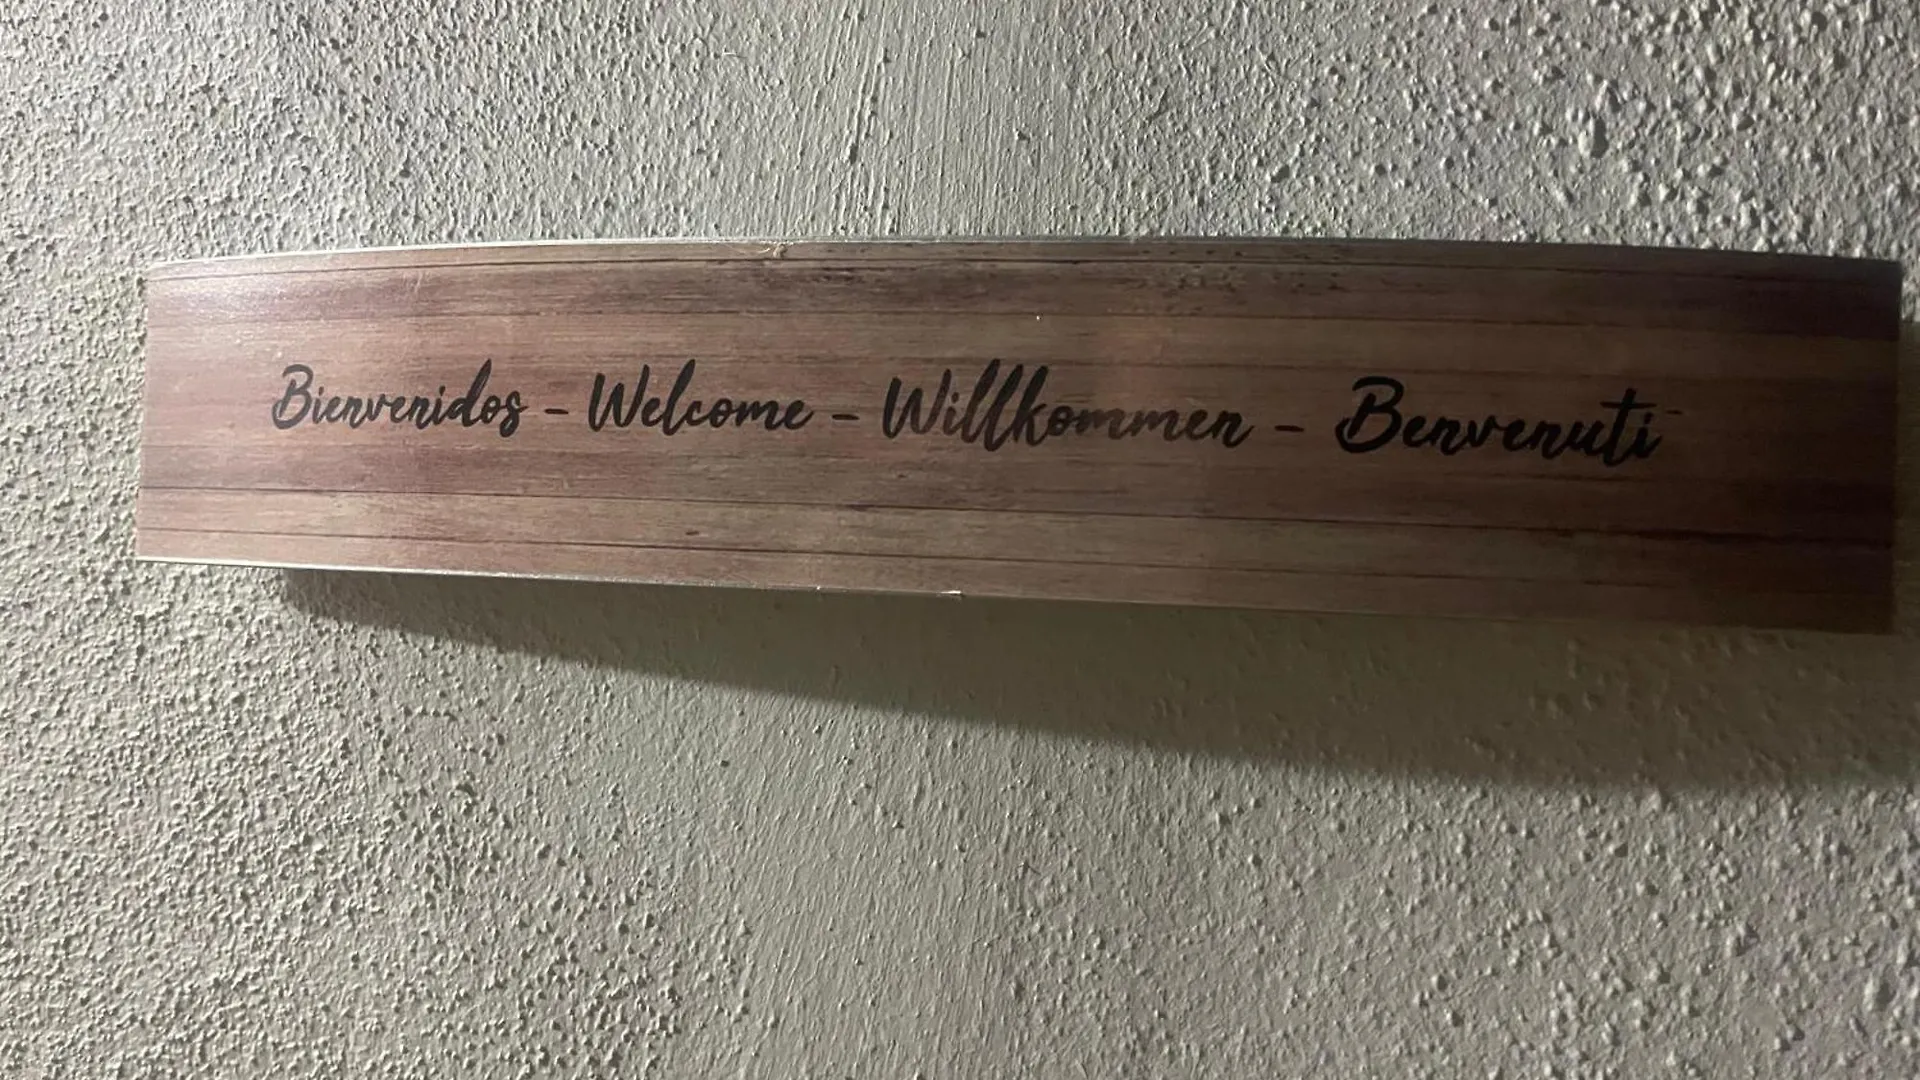 Bienvenidos - Welcome - Willkommen - Benvenuti